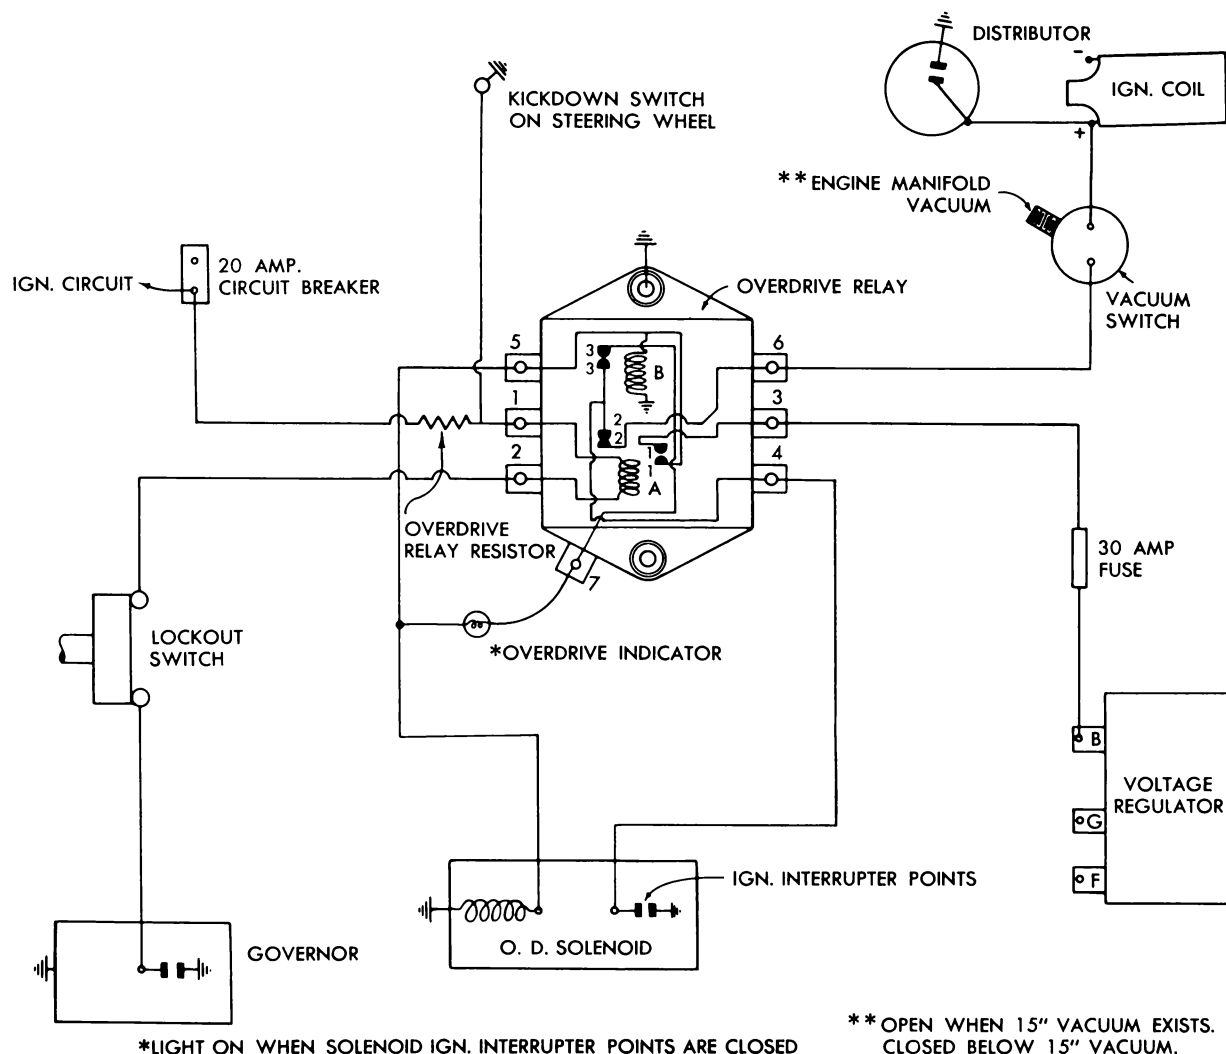 DISTRIBUTOR
-
IGN. COIL
KICKDOWN SWITCH
ON STEERING WHEEL
+
**ENGINE MANIFOLD
VACUUM
20 AMP.
CIRCUIT BREAKER
IGN. CIRCUIT
OVERDRIVE RELAY
VACUUM
SWITCH
5
6
3
3
B
1
3
2
2
2
4
1
1
A
OVERDRIVE
RELAY RESISTOR
30 AMP
FUSE
7
LOCKOUT
SWITCH
*OVERDRIVE INDICATOR
B
VOLTAGE
REGULATOR
G
F
IGN. INTERRUPTER POINTS
O. D. SOLENOID
GOVERNOR
*LIGHT ON WHEN SOLENOID IGN. INTERRUPTER POINTS ARE CLOSED
**OPEN WHEN 15" VACUUM EXISTS.
CLOSED BELOW 15" VACUUM.